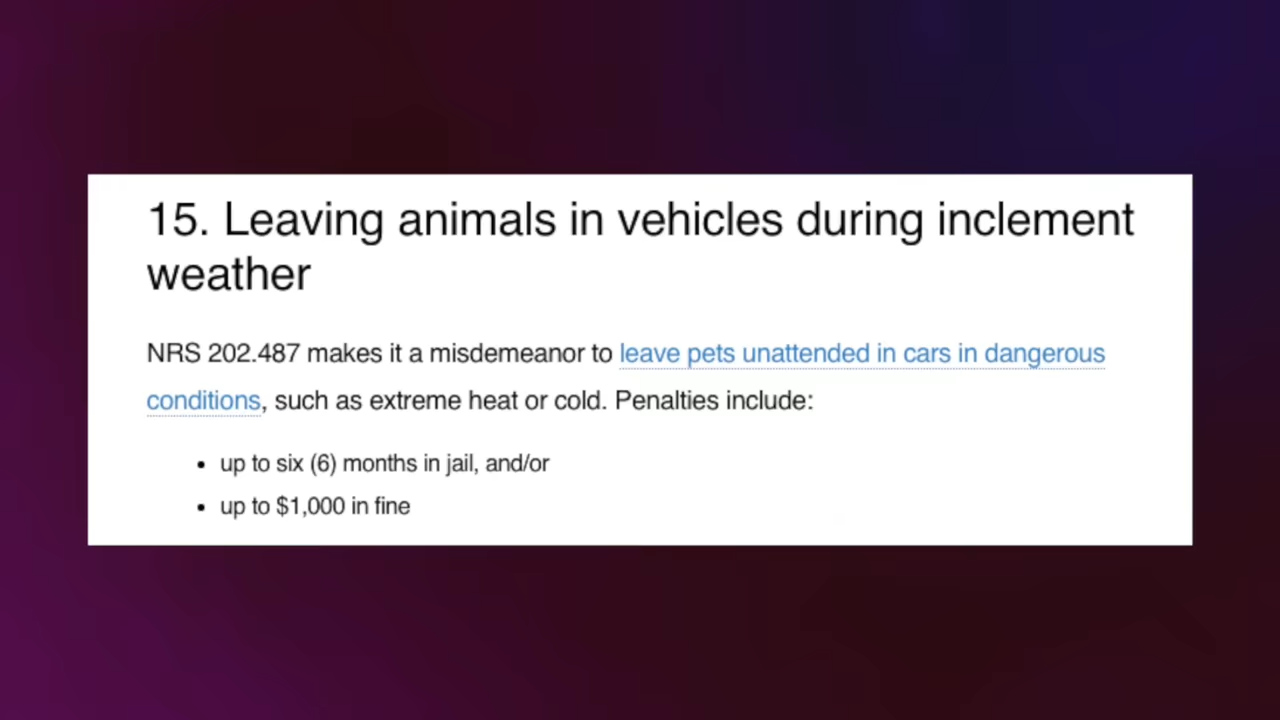 15. Leaving animals in vehicles during inclement
weather
NRS 202.487 makes it a misdemeanor to leave pets unattended in cars in dangerous
conditions, such as extreme heat or cold. Penalties include:
• up to six (6) months in jail, and/or
• up to $1,000 in fine